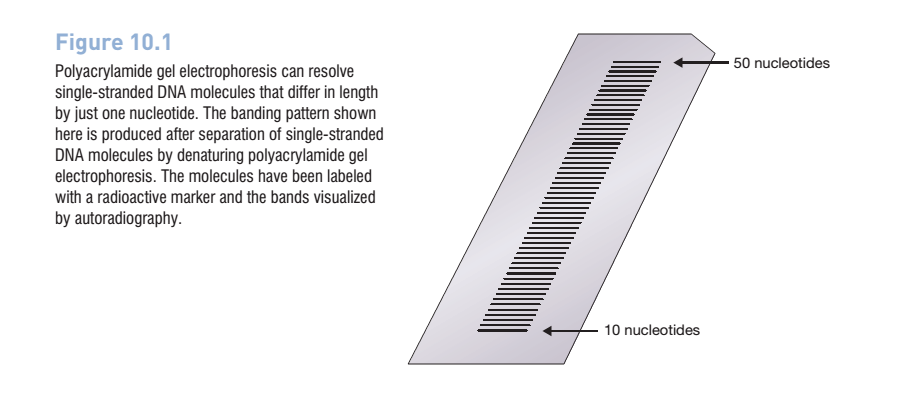 Figure 10.1
Polyacrylamide gel electrophoresis can resolve
single-stranded DNA molecules that differ in length
by just one nucleotide. The banding pattern shown
here is produced after separation of single-stranded
DNA molecules by denaturing polyacrylamide gel
electrophoresis. The molecules have been labeled
with a radioactive marker and the bands visualized
by autoradiography.
50 nucleotides
10 nucleotides